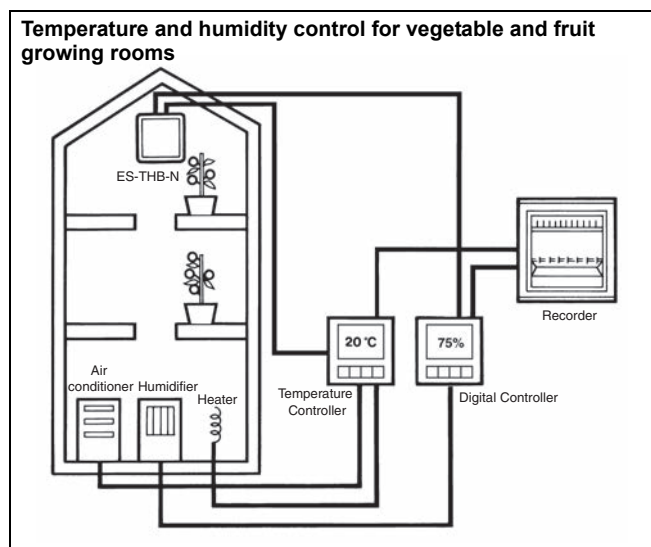 Temperature and humidity control for vegetable and fruit
growing rooms
ES-THB-N
Recorder
20 °C
75%
Air
conditioner
Humidifier
Heater
Temperature
Controller
Digital Controller